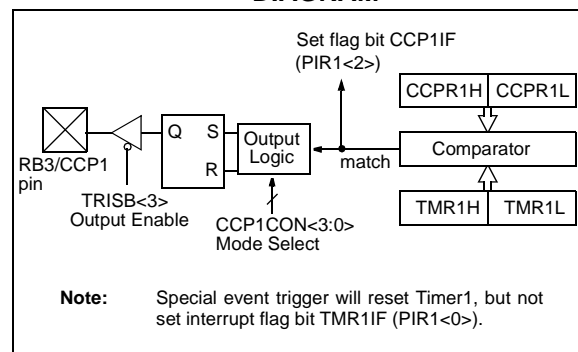 Set flag bit CCP1IF
(PIR1<2>)
CCPR1H CCPR1L
Q S
R
Output
Logic
match
Comparator
RB3/CCP1
pin
TRISB<3>
Output Enable
CCP1CON<3:0>
Mode Select
TMR1H TMR1L
Note: Special event trigger will reset Timer1, but not
set interrupt flag bit TMR1IF (PIR1<0>).